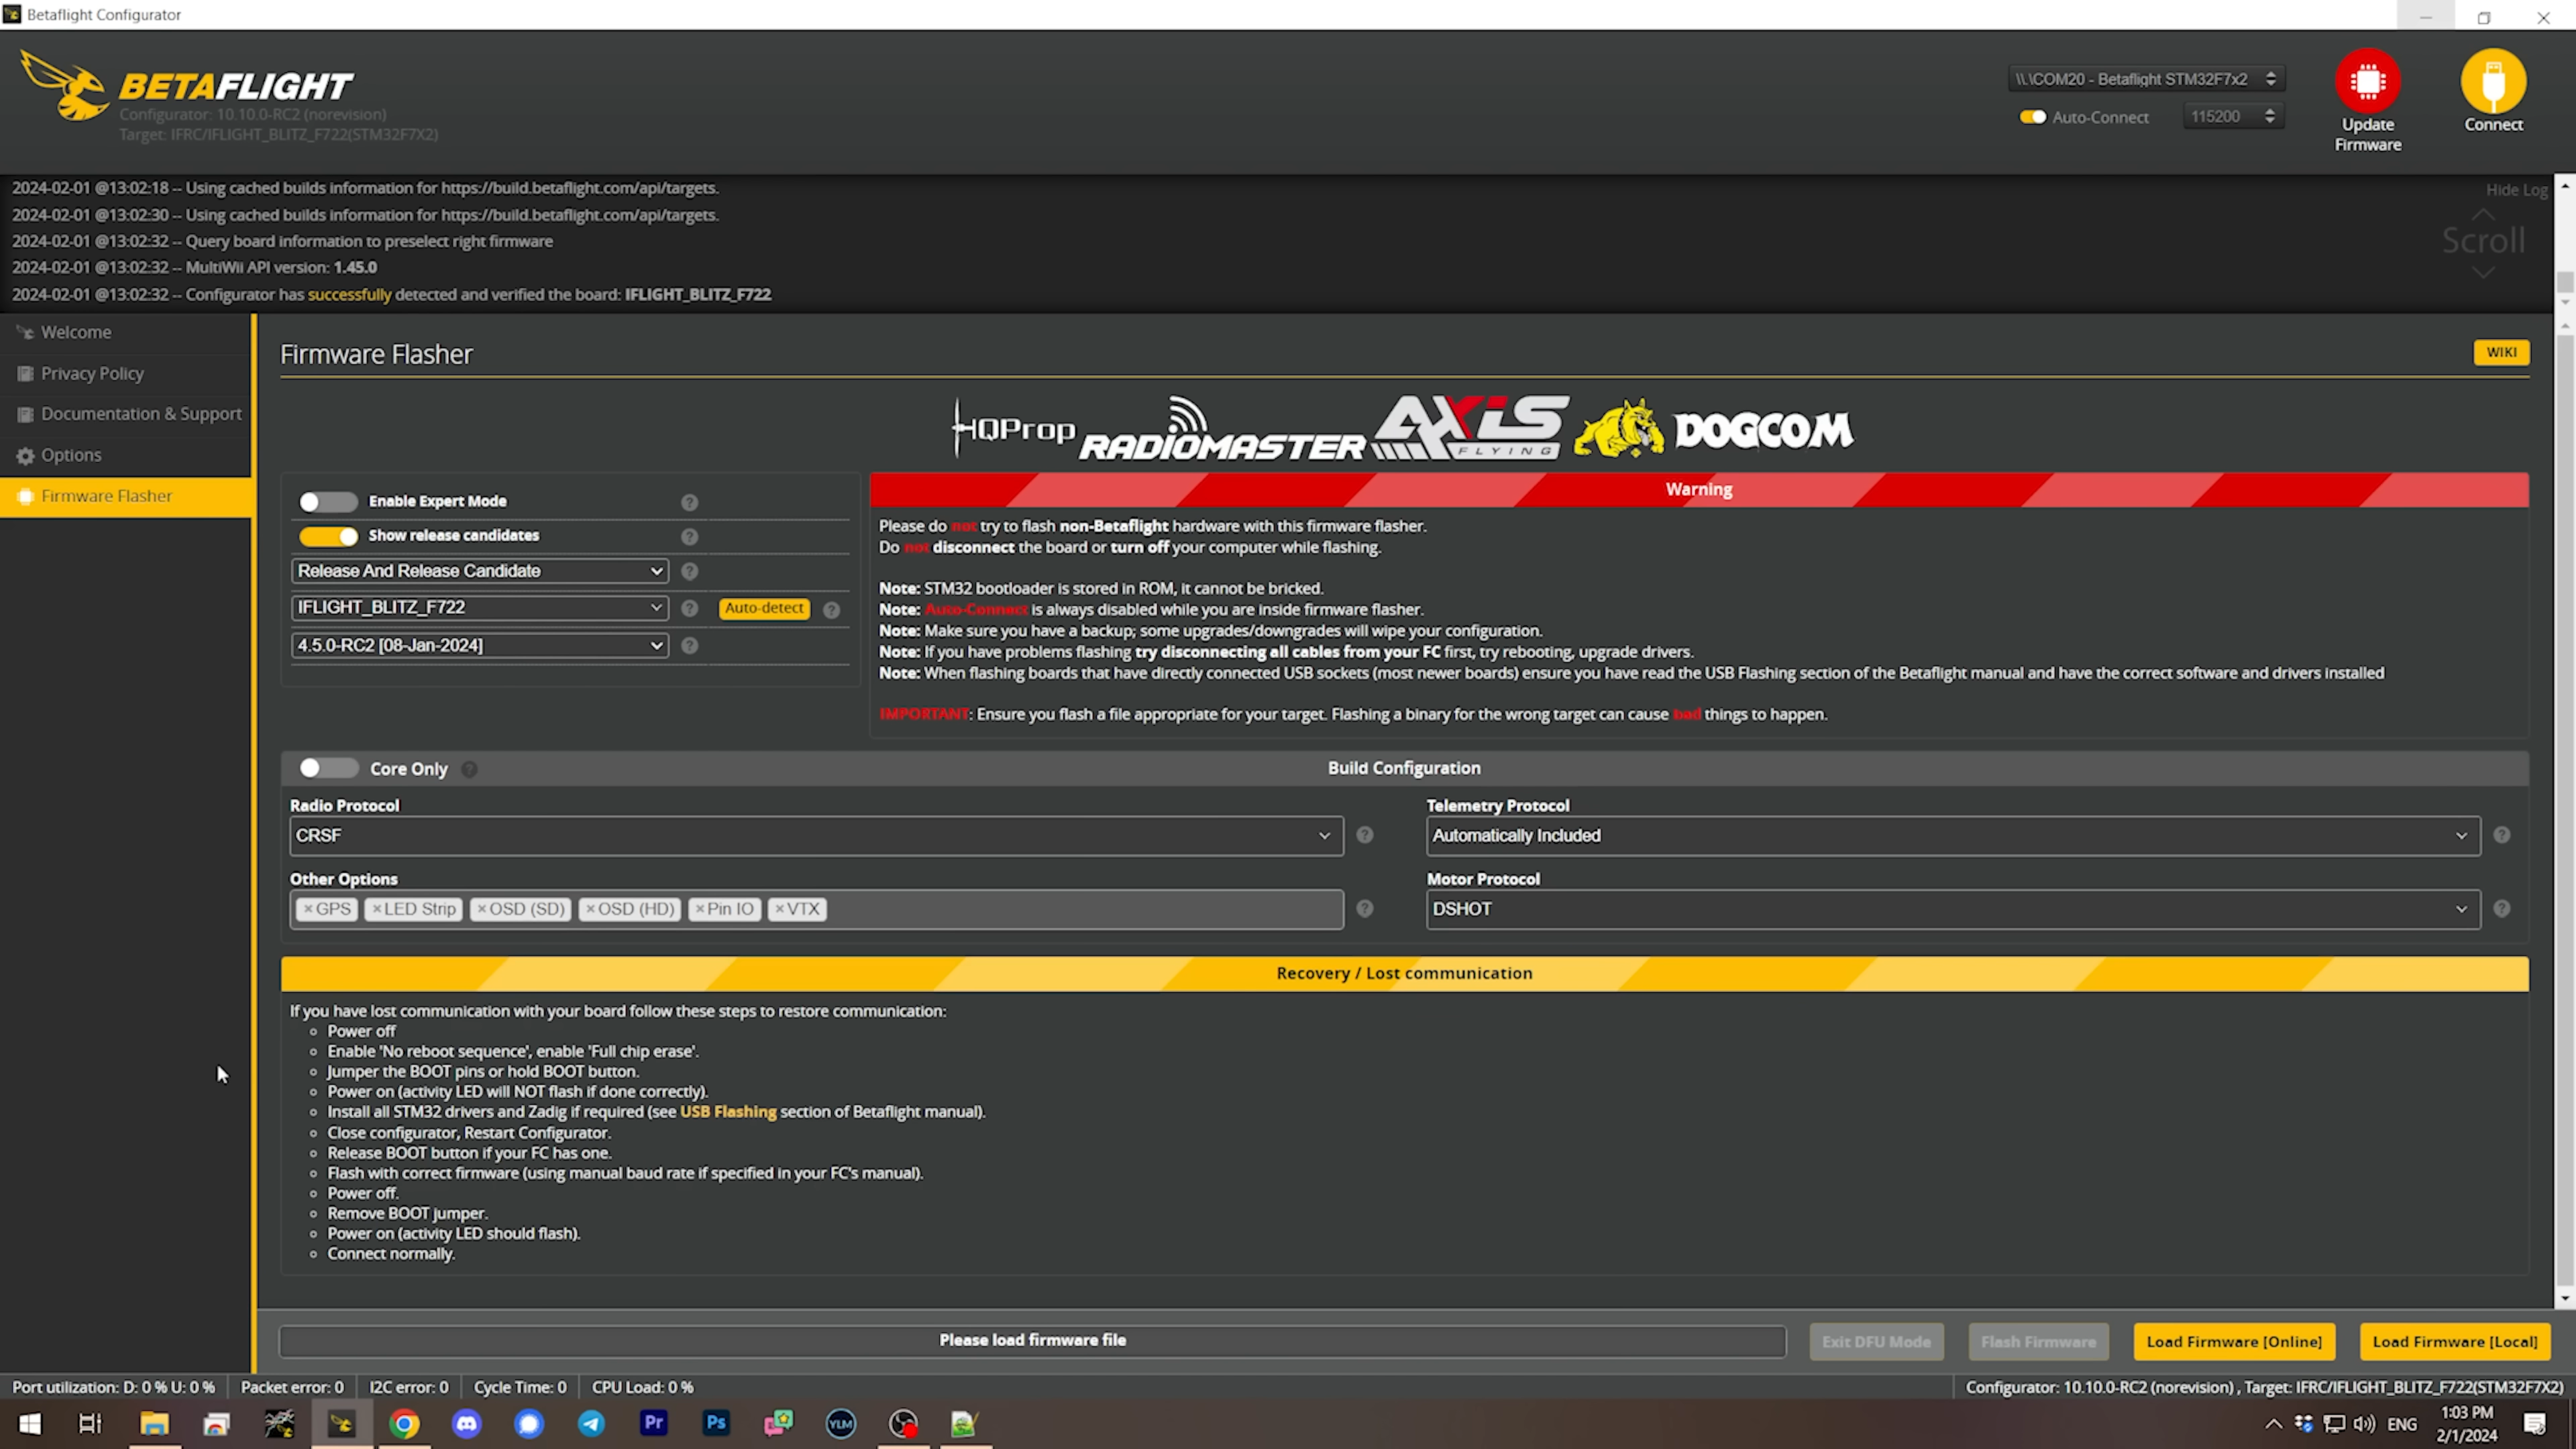 Betaflight Configurator
BETAFLIGHT
Configurator: 10.10.0-RC2 (norevision)
Target: IFRC/IFLIGHT_BLITZ_F722(STM32F7X2)
\\.\COM20 - Betaflight STM32F7x2
Auto-Connect
115200
Update
Firmware
Connect
2024-02-01 @13:02:18 -- Using cached builds information for https://build.betaflight.com/api/targets.
2024-02-01 @13:02:30 -- Using cached builds information for https://build.betaflight.com/api/targets.
2024-02-01 @13:02:32 -- Query board information to preselect right firmware
2024-02-01 @13:02:32 -- MultiWii API version: 1.45.0
2024-02-01 @13:02:32 -- Configurator has successfully detected and verified the board: IFLIGHT_BLITZ_F722
Hide Log
Scroll
Welcome
Privacy Policy
Documentation & Support
Options
Firmware Flasher
Firmware Flasher
WIKI
HQProp
RADIOMASTER
AXIS
FLYING
DOGCOM
Enable Expert Mode
Show release candidates
Release And Release Candidate
IFLIGHT_BLITZ_F722
Auto-detect
4.5.0-RC2 [08-Jan-2024]
Warning
Please do not try to flash non-Betaflight hardware with this firmware flasher.
Do not disconnect the board or turn off your computer while flashing.
Note: STM32 bootloader is stored in ROM, it cannot be bricked.
Note: Auto-Connect is always disabled while you are inside firmware flasher.
Note: Make sure you have a backup; some upgrades/downgrades will wipe your configuration.
Note: If you have problems flashing try disconnecting all cables from your FC first, try rebooting, upgrade drivers.
Note: When flashing boards that have directly connected USB sockets (most newer boards) ensure you have read the USB Flashing section of the Betaflight manual and have the correct software and drivers installed
IMPORTANT: Ensure you flash a file appropriate for your target. Flashing a binary for the wrong target can cause bad things to happen.
Core Only
Build Configuration
Radio Protocol
CRSF
Telemetry Protocol
Automatically Included
Other Options
×GPS ×LED Strip ×OSD (SD) ×OSD (HD) ×Pin IO ×VTX
Motor Protocol
DSHOT
Recovery / Lost communication
If you have lost communication with your board follow these steps to restore communication:
Power off
Enable 'No reboot sequence', enable 'Full chip erase'.
Jumper the BOOT pins or hold BOOT button.
Power on (activity LED will NOT flash if done correctly).
Install all STM32 drivers and Zadig if required (see USB Flashing section of Betaflight manual).
Close configurator, Restart Configurator.
Release BOOT button if your FC has one.
Flash with correct firmware (using manual baud rate if specified in your FC's manual).
Power off.
Remove BOOT jumper.
Power on (activity LED should flash).
Connect normally.
Please load firmware file
Exit DFU Mode
Flash Firmware
Load Firmware [Online]
Load Firmware [Local]
Port utilization: D: 0 % U: 0 %
Packet error: 0
I2C error: 0
Cycle Time: 0
CPU Load: 0 %
Configurator: 10.10.0-RC2 (norevision) , Target: IFRC/IFLIGHT_BLITZ_F722(STM32F7X2)
Pr
Ps
YLM
ENG
1:03 PM
2/1/2024